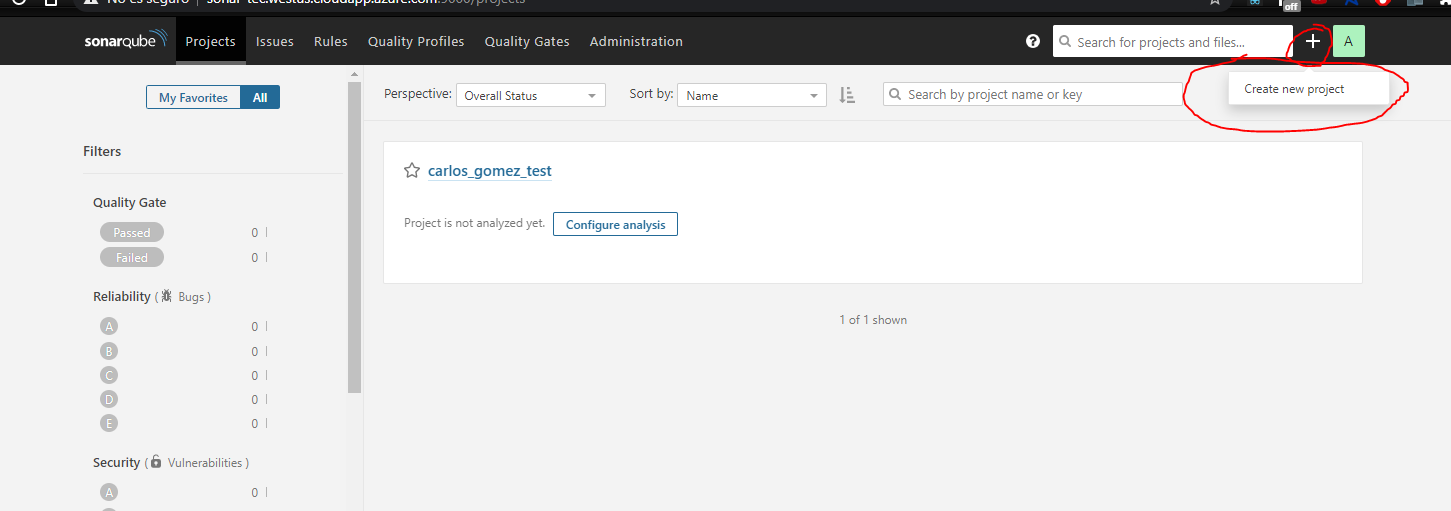 No es seguro | sonar-tec.westus.cloudapp.azure.com:9000/projects
off
sonarqube Projects Issues Rules Quality Profiles Quality Gates Administration ? Search for projects and files... + A
Create new project
My Favorites All
Perspective: Overall Status Sort by: Name Search by project name or key
Filters
carlos_gomez_test
Quality Gate
Project is not analyzed yet. Configure analysis
Passed 0
Failed 0
Reliability ( Bugs )
1 of 1 shown
A 0
B 0
C 0
D 0
E 0
Security ( Vulnerabilities )
A 0